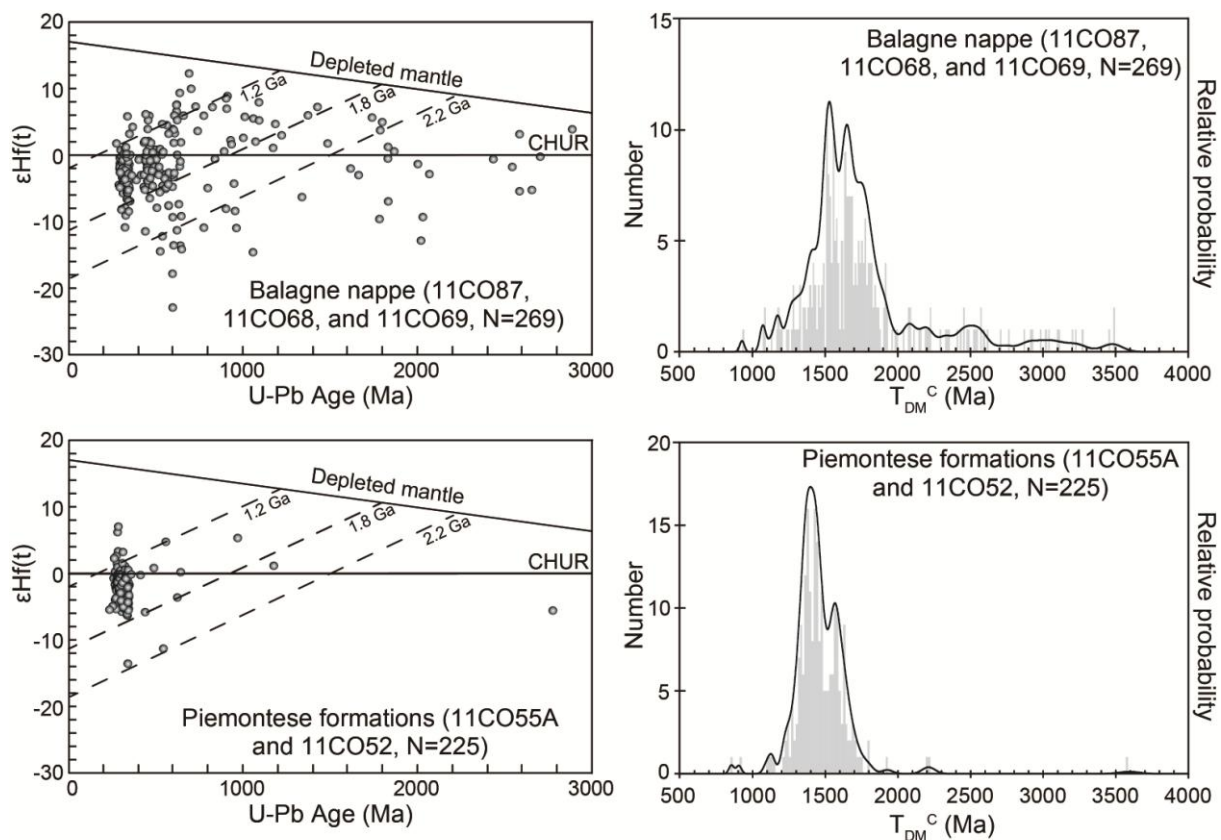 20
10
0
-10
-20
-30
εHf(t)
Depleted mantle
1.2 Ga
1.8 Ga
2.2 Ga
CHUR
Balagne nappe (11CO87,
11CO68, and 11CO69, N=269)
1000
2000
3000
U-Pb Age (Ma)
15
10
5
0
Number
Balagne nappe (11CO87,
11CO68, and 11CO69, N=269)
Relative probability
500
1000
1500
2000
2500
3000
3500
4000
T_DM^C (Ma)
20
10
0
-10
-20
-30
εHf(t)
Depleted mantle
1.2 Ga
1.8 Ga
2.2 Ga
CHUR
Piemontese formations (11CO55A
and 11CO52, N=225)
0
1000
2000
3000
U-Pb Age (Ma)
20
15
10
5
0
Number
Piemontese formations (11CO55A
and 11CO52, N=225)
Relative probability
500
1000
1500
2000
2500
3000
3500
4000
T_DM^C (Ma)